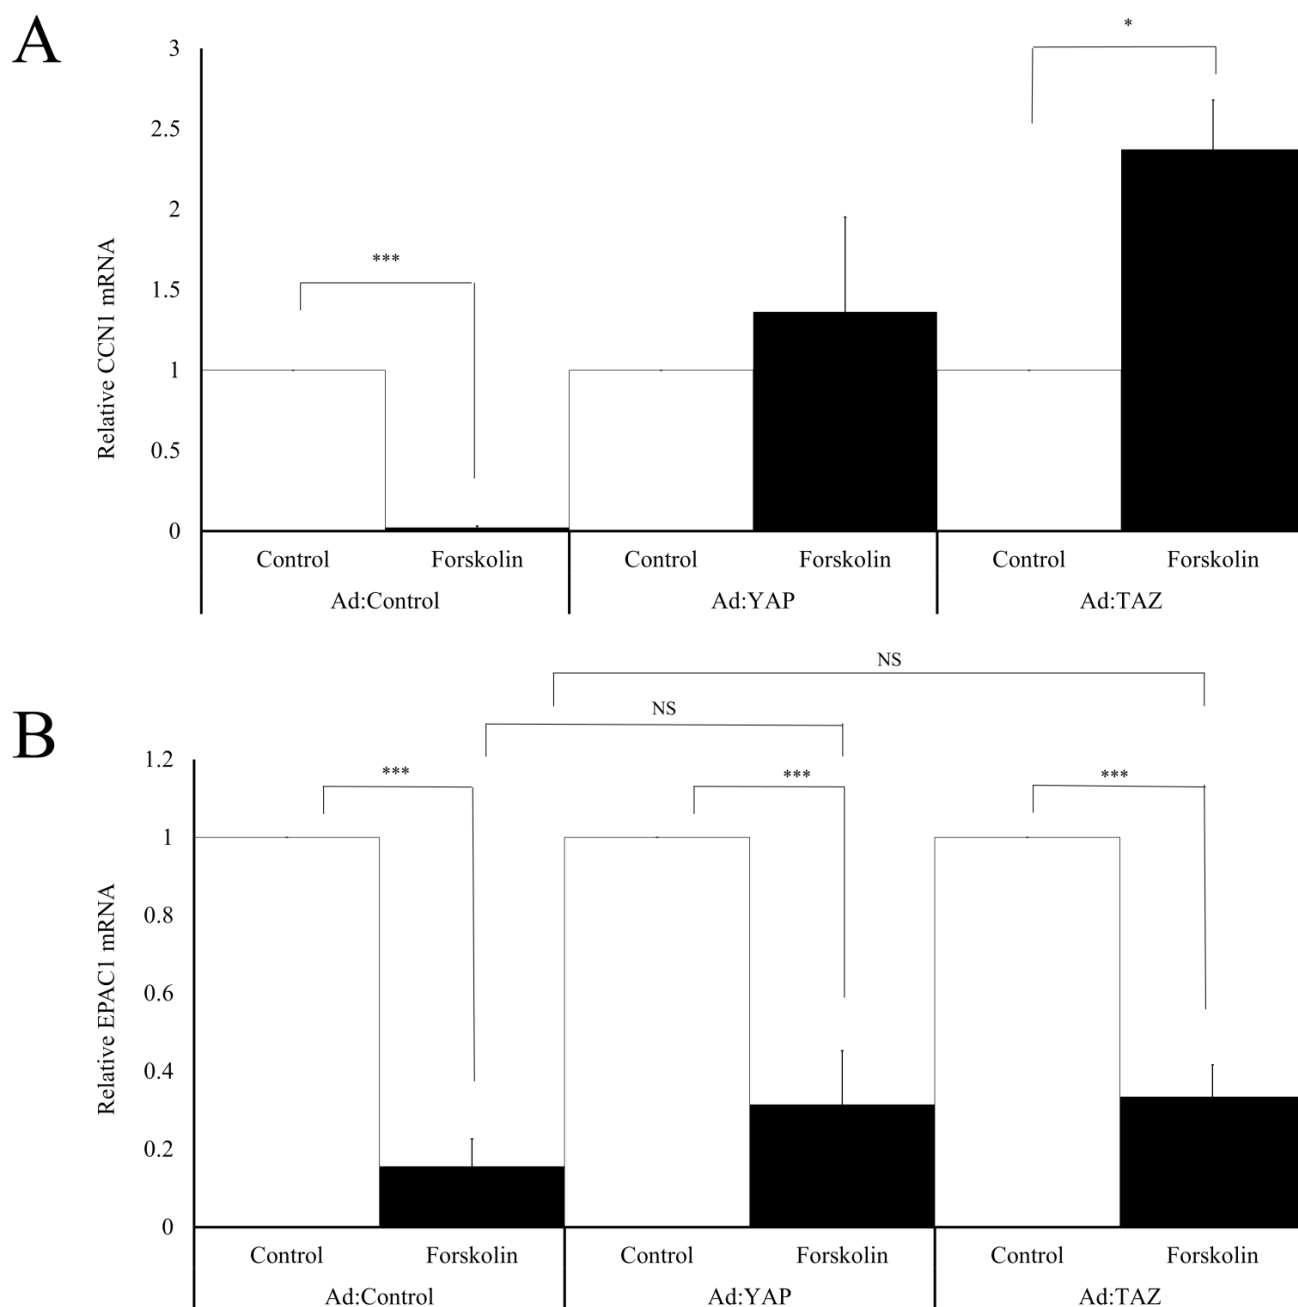 A
*
3
2.5
2
1.5
1
0.5
0
Relative CCN1 mRNA
***
Control Forskolin Control Forskolin Control Forskolin
Ad:Control Ad:YAP Ad:TAZ
NS
NS
B
1.2
1
0.8
0.6
0.4
0.2
0
Relative EPAC1 mRNA
*** *** ***
Control Forskolin Control Forskolin Control Forskolin
Ad:Control Ad:YAP Ad:TAZ